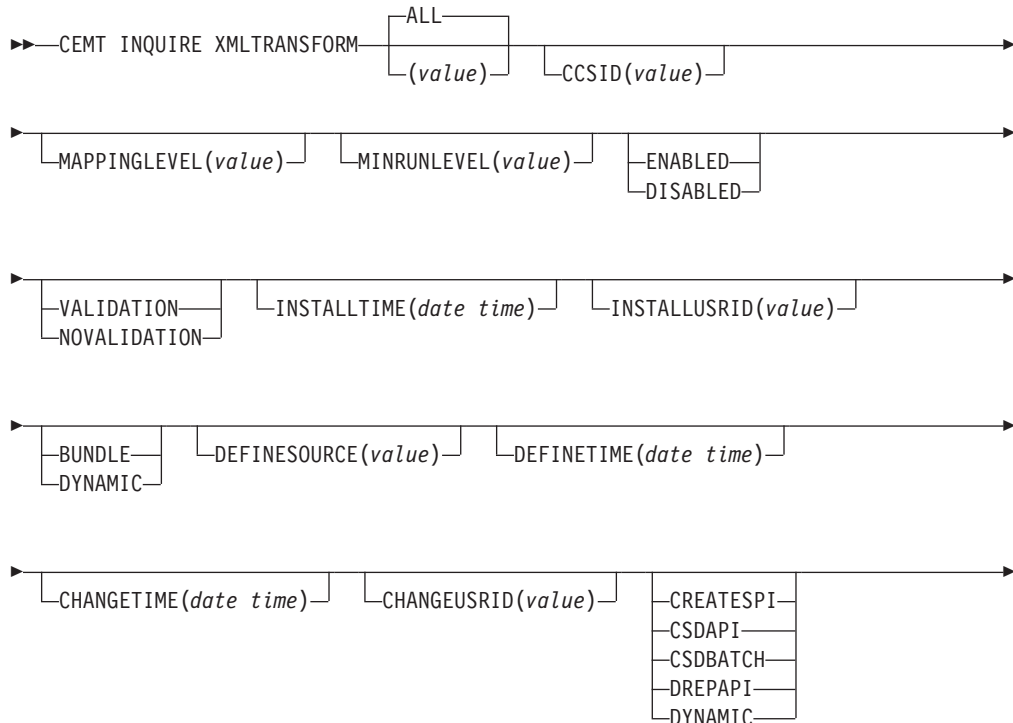 ALL
CEMT INQUIRE XMLTRANSFORM
(value) CCSID(value)
MAPPINGLEVEL(value) MINRUNLEVEL(value) ENABLED
DISABLED
VALIDATION INSTALLTIME(date time) INSTALLUSRID(value)
NOVALIDATION
BUNDLE DEFINESOURCE(value) DEFINETIME(date time)
DYNAMIC
CHANGETIME(date time) CHANGEUSRID(value) CREATESPI
CSDAPI
CSDBATCH
DREPAPI
DYNAMIC